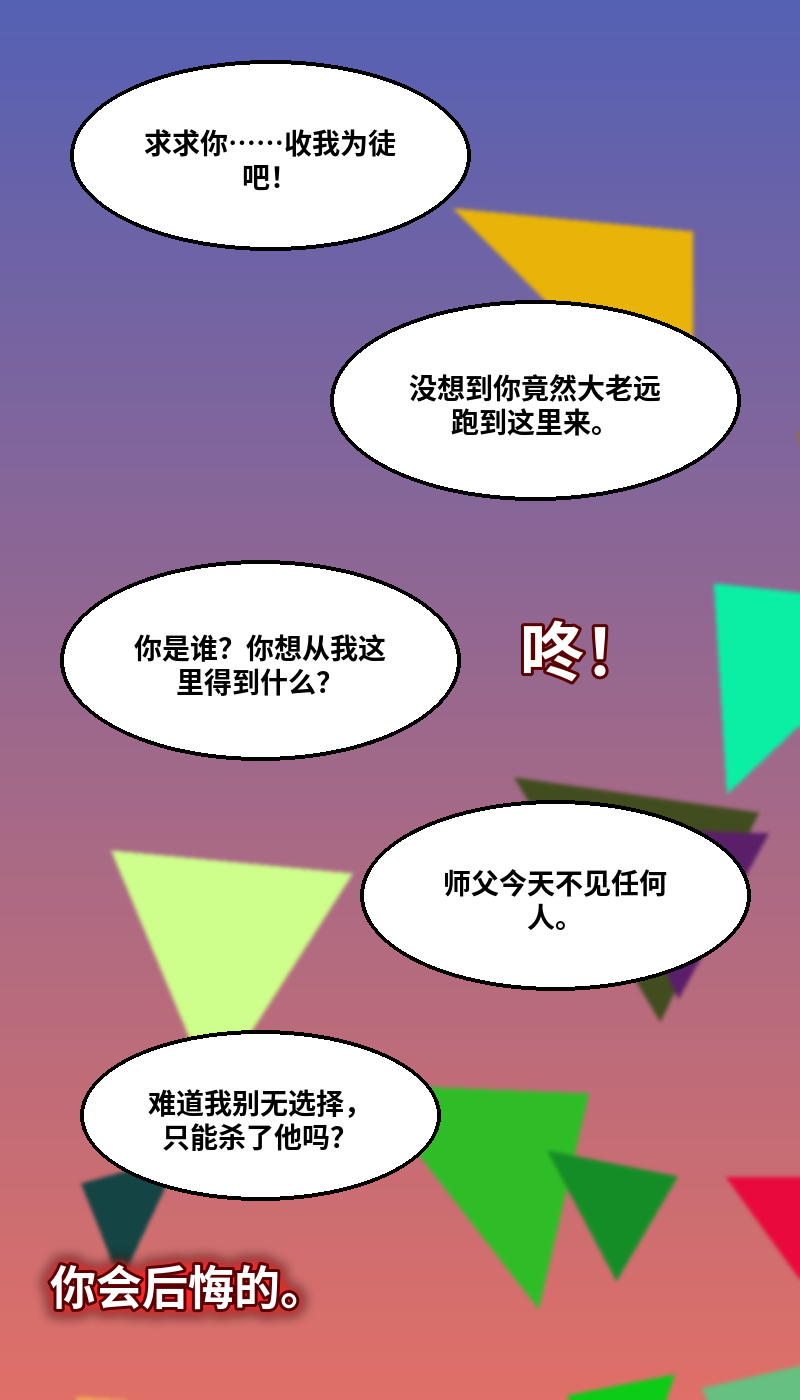 求求你……收我为徒
吧！
没想到你竟然大老远
跑到这里来。
你是谁？你想从我这
里得到什么？
咚！
师父今天不见任何
人。
难道我别无选择，
只能杀了他吗？
你会后悔的。